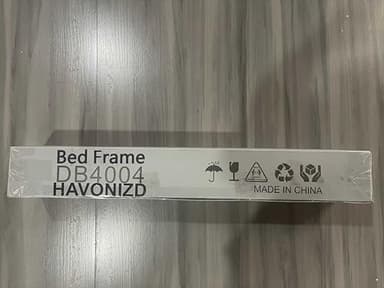 Bed Frame
DB4004
HAVONIZD
MADE IN CHINA